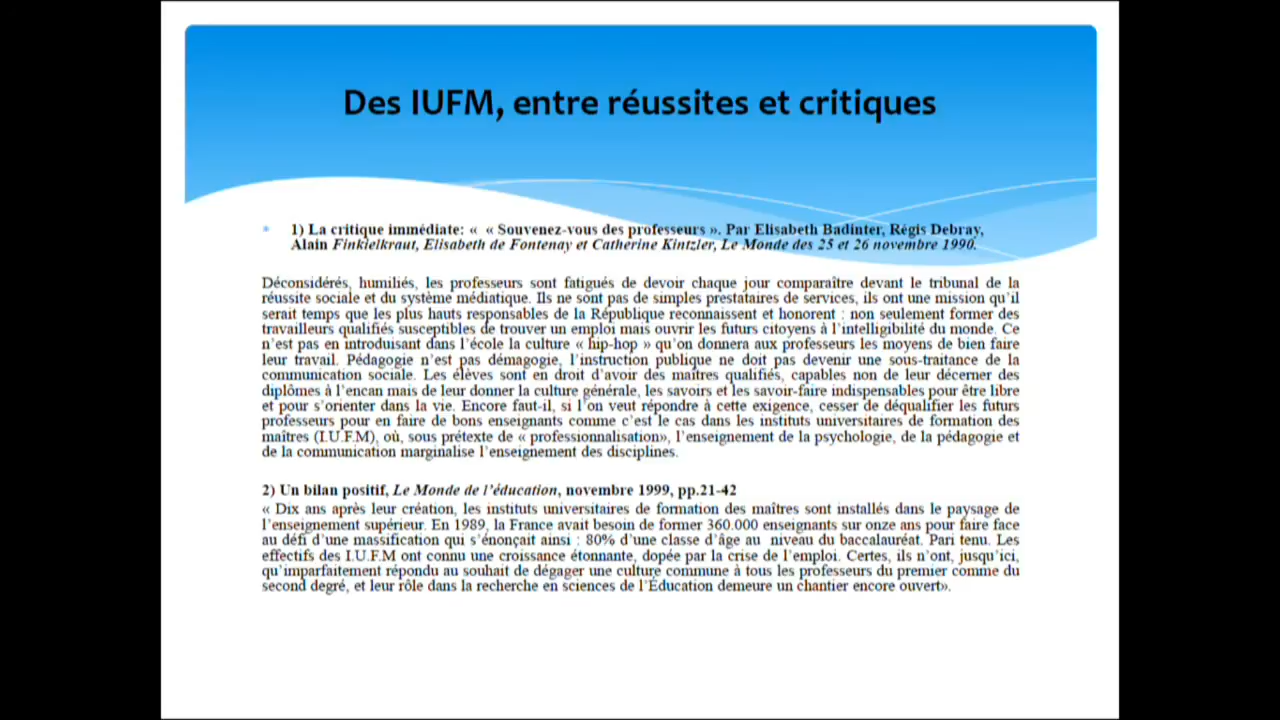 Des IUFM, entre réussites et critiques
* 1) La critique immédiate: « « Souvenez-vous des professeurs ». Par Elisabeth Badinter, Régis Debray,
Alain Finkielkraut, Elisabeth de Fontenay et Catherine Kintzler, Le Monde des 25 et 26 novembre 1990.
Déconsidérés, humiliés, les professeurs sont fatigués de devoir chaque jour comparaître devant le tribunal de la
réussite sociale et du système médiatique. Ils ne sont pas de simples prestataires de services, ils ont une mission qu'il
serait temps que les plus hauts responsables de la République reconnaissent et honorent : non seulement former des
travailleurs qualifiés susceptibles de trouver un emploi mais ouvrir les futurs citoyens à l'intelligibilité du monde. Ce
n'est pas en introduisant dans l'école la culture « hip-hop » qu'on donnera aux professeurs les moyens de bien faire
leur travail. Pédagogie n'est pas démagogie, l'instruction publique ne doit pas devenir une sous-traitance de la
communication sociale. Les élèves sont en droit d'avoir des maîtres qualifiés, capables non de leur décerner des
diplômes à l'encan mais de leur donner la culture générale, les savoirs et les savoir-faire indispensables pour être libre
et pour s'orienter dans la vie. Encore faut-il, si l'on veut répondre à cette exigence, cesser de déqualifier les futurs
professeurs pour en faire de bons enseignants comme c'est le cas dans les instituts universitaires de formation des
maîtres (I.U.F.M), où, sous prétexte de « professionnalisation», l'enseignement de la psychologie, de la pédagogie et
de la communication marginalise l'enseignement des disciplines.
2) Un bilan positif, Le Monde de l'éducation, novembre 1999, pp.21-42
« Dix ans après leur création, les instituts universitaires de formation des maîtres sont installés dans le paysage de
l'enseignement supérieur. En 1989, la France avait besoin de former 360.000 enseignants sur onze ans pour faire face
au défi d'une massification qui s'énonçait ainsi : 80% d'une classe d'âge au niveau du baccalauréat. Pari tenu. Les
effectifs des I.U.F.M ont connu une croissance étonnante, dopée par la crise de l'emploi. Certes, ils n'ont, jusqu'ici,
qu'imparfaitement répondu au souhait de dégager une culture commune à tous les professeurs du premier comme du
second degré, et leur rôle dans la recherche en sciences de l'Éducation demeure un chantier encore ouvert».